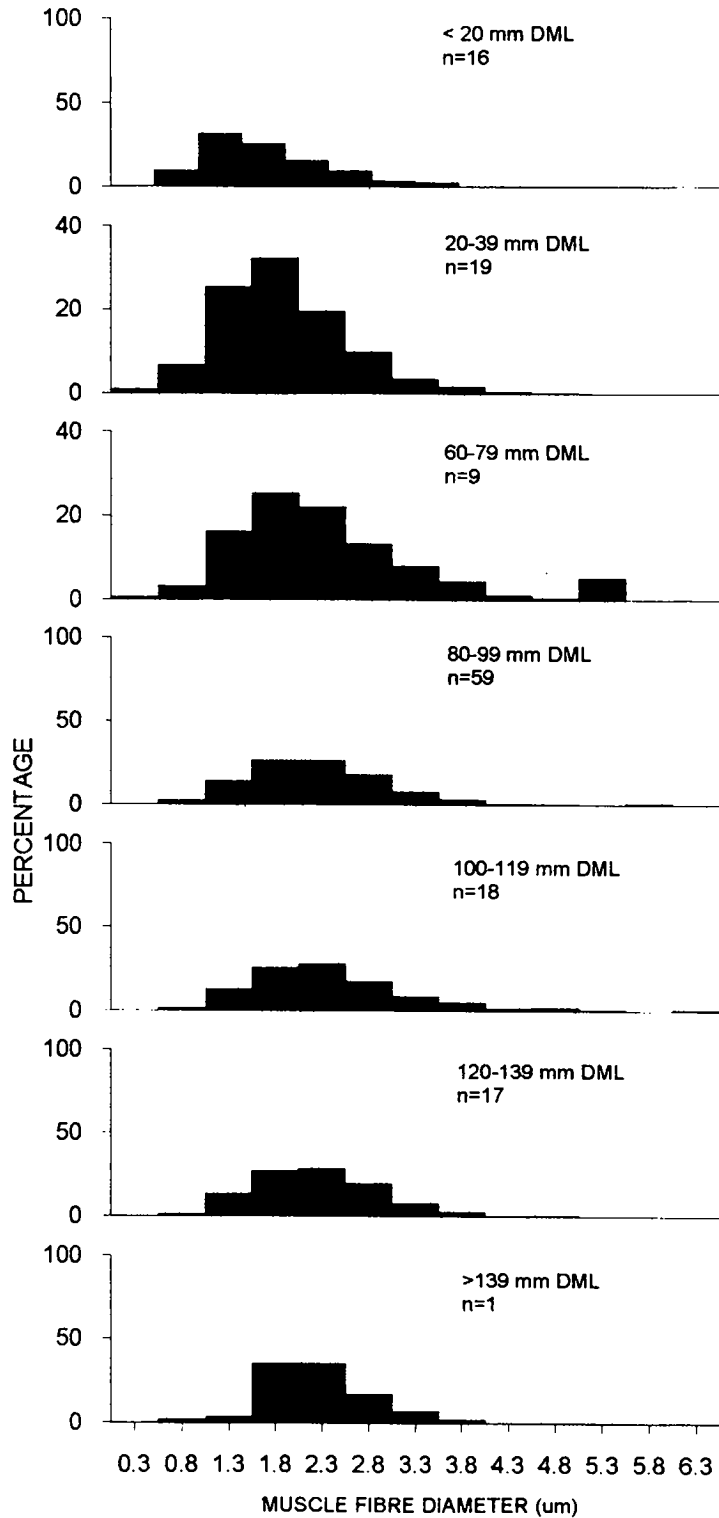 100
50
0
< 20 mm DML
n=16
40
20
0
20-39 mm DML
n=19
40
20
0
60-79 mm DML
n=9
100
50
0
80-99 mm DML
n=59
PERCENTAGE
100
50
0
100-119 mm DML
n=18
100
50
0
120-139 mm DML
n=17
100
50
0
>139 mm DML
n=1
0.3 0.8 1.3 1.8 2.3 2.8 3.3 3.8 4.3 4.8 5.3 5.8 6.3
MUSCLE FIBRE DIAMETER (um)